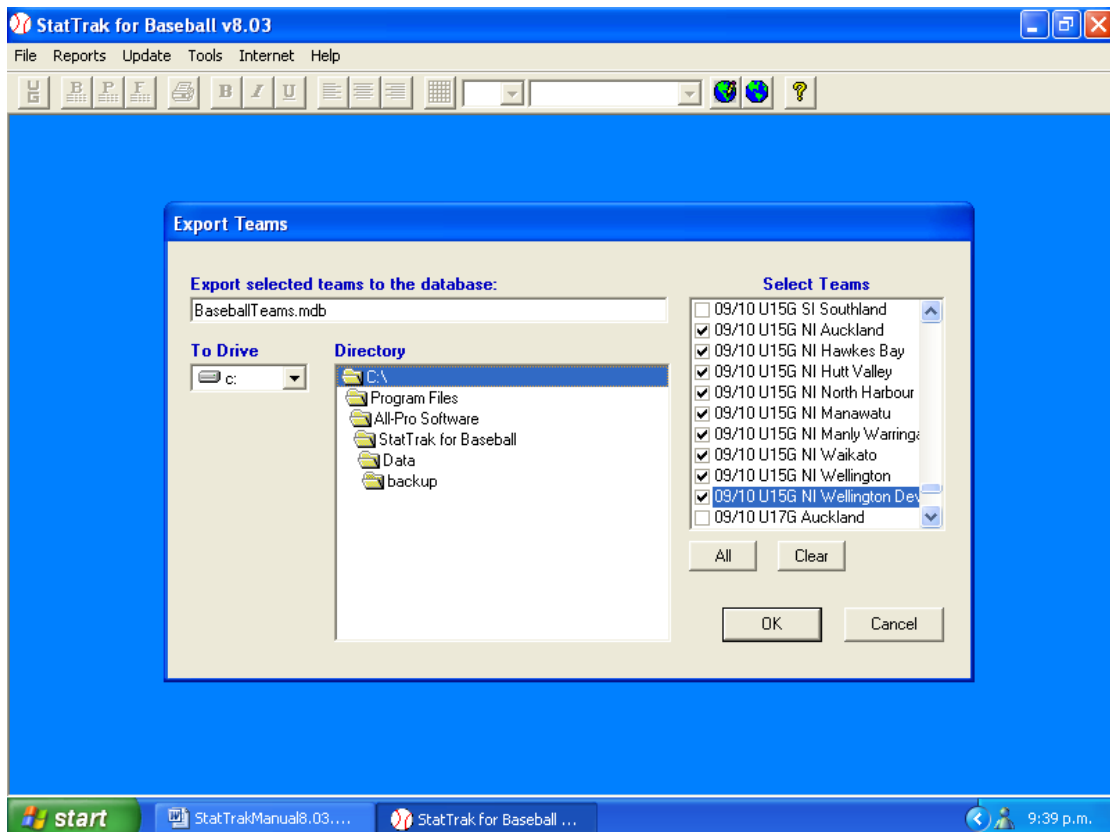 StatTrak for Baseball v8.03
File Reports Update Tools Internet Help
U G B P F B I U ?
Export Teams
Export selected teams to the database:
BaseballTeams.mdb
To Drive
c:
Directory
C:\
Program Files
All-Pro Software
StatTrak for Baseball
Data
backup
Select Teams
09/10 U15G SI Southland
09/10 U15G NI Auckland
09/10 U15G NI Hawkes Bay
09/10 U15G NI Hutt Valley
09/10 U15G NI North Harbour
09/10 U15G NI Manawatu
09/10 U15G NI Manly Warringa
09/10 U15G NI Waikato
09/10 U15G NI Wellington
09/10 U15G NI Wellington Dev
09/10 U17G Auckland
All Clear
OK Cancel
start StatTrakManual8.03.... StatTrak for Baseball ... 9:39 p.m.